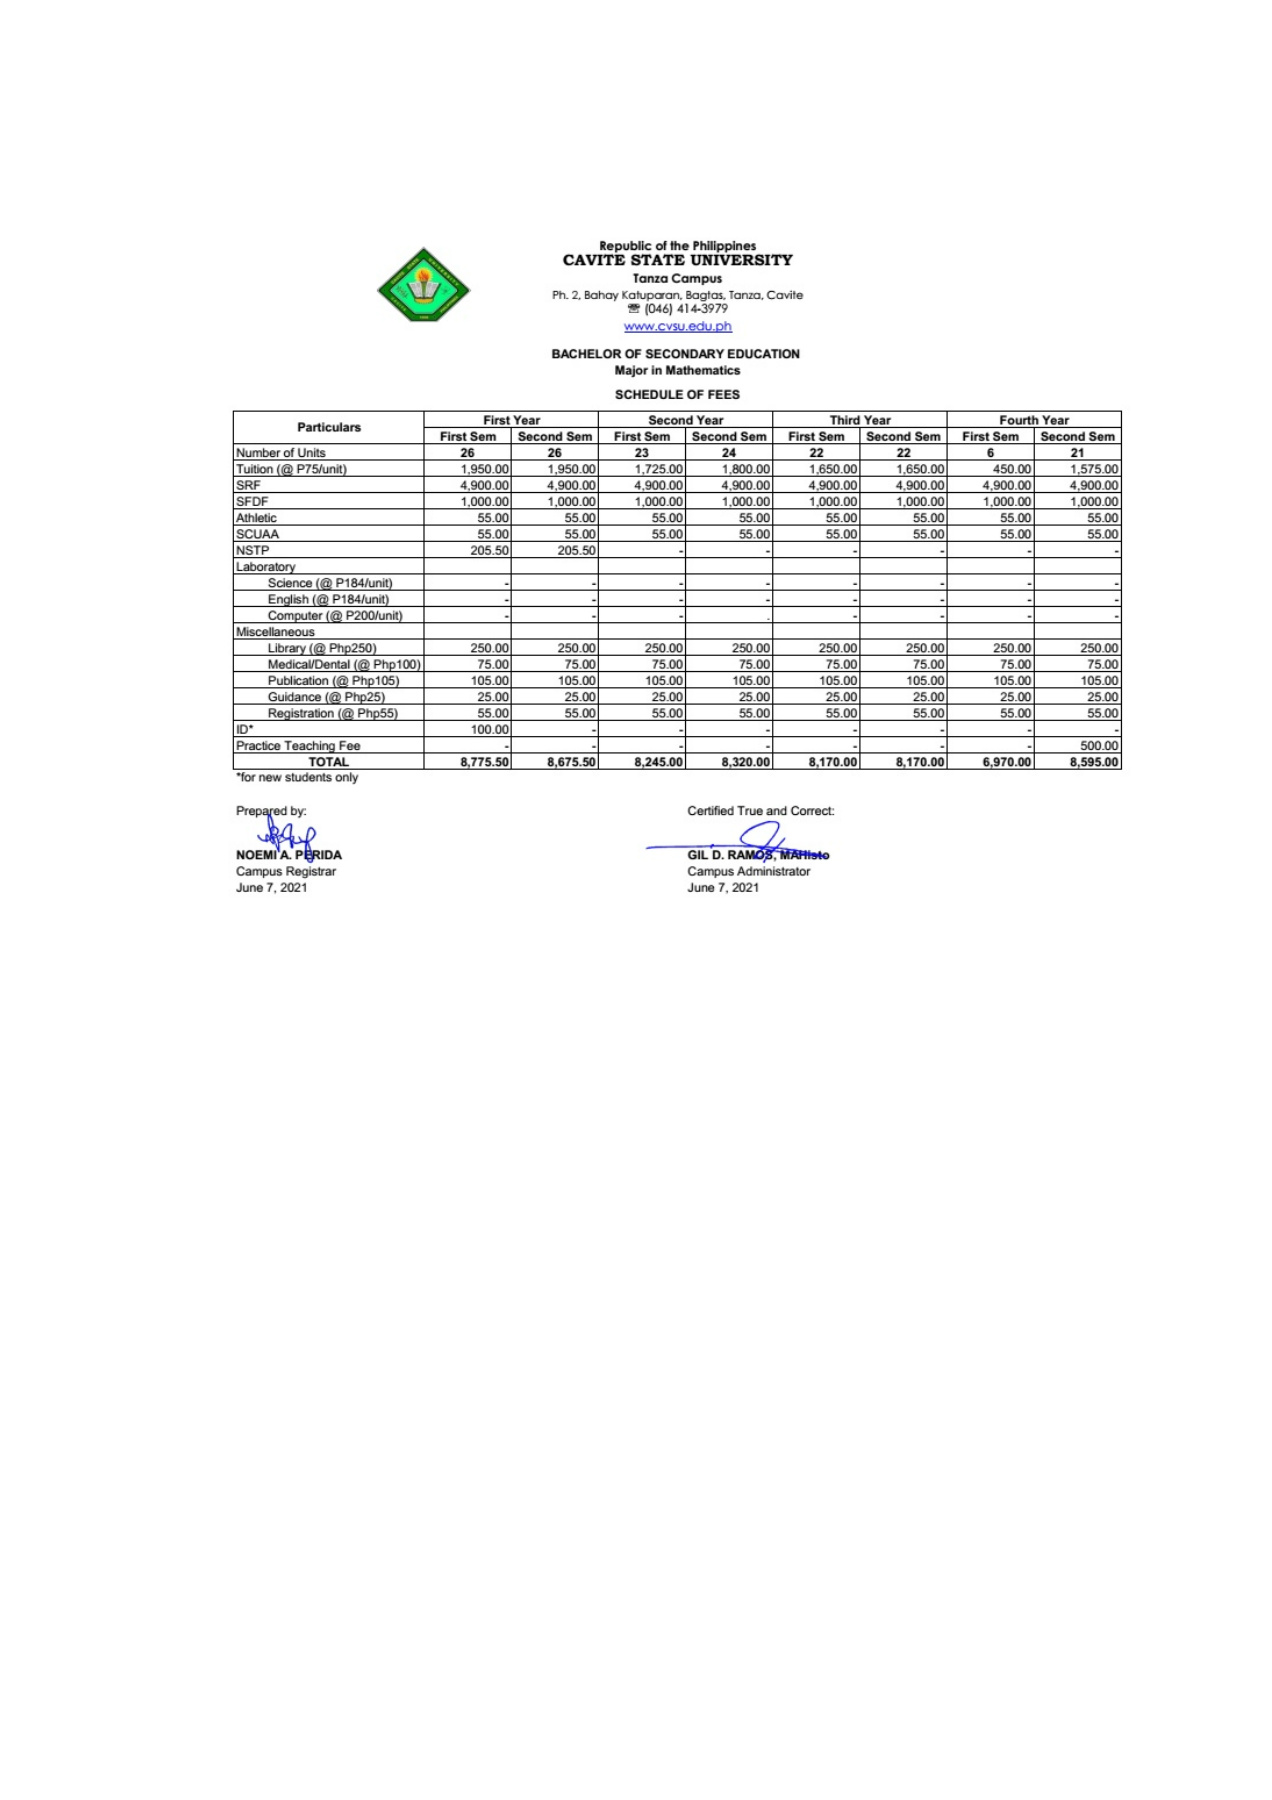 Republic of the Philippines
CAVITE STATE UNIVERSITY
Tanza Campus
Ph. 2, Bahay Katuparan, Bagtas, Tanza, Cavite
☏ (046) 414-3979
www.cvsu.edu.ph
BACHELOR OF SECONDARY EDUCATION
Major in Mathematics
SCHEDULE OF FEES
Particulars First Year Second Year Third Year Fourth Year
First Sem Second Sem First Sem Second Sem First Sem Second Sem First Sem Second Sem
Number of Units 26 26 23 24 22 22 6 21
Tuition (@ P75/unit) 1,950.00 1,950.00 1,725.00 1,800.00 1,650.00 1,650.00 450.00 1,575.00
SRF 4,900.00 4,900.00 4,900.00 4,900.00 4,900.00 4,900.00 4,900.00 4,900.00
SFDF 1,000.00 1,000.00 1,000.00 1,000.00 1,000.00 1,000.00 1,000.00 1,000.00
Athletic 55.00 55.00 55.00 55.00 55.00 55.00 55.00 55.00
SCUAA 55.00 55.00 55.00 55.00 55.00 55.00 55.00 55.00
NSTP 205.50 205.50 - - - - - -
Laboratory
Science (@ P184/unit) - - - - - - - -
English (@ P184/unit) - - - - - - - -
Computer (@ P200/unit) - - - . - - - -
Miscellaneous
Library (@ Php250) 250.00 250.00 250.00 250.00 250.00 250.00 250.00 250.00
Medical/Dental (@ Php100) 75.00 75.00 75.00 75.00 75.00 75.00 75.00 75.00
Publication (@ Php105) 105.00 105.00 105.00 105.00 105.00 105.00 105.00 105.00
Guidance (@ Php25) 25.00 25.00 25.00 25.00 25.00 25.00 25.00 25.00
Registration (@ Php55) 55.00 55.00 55.00 55.00 55.00 55.00 55.00 55.00
ID* 100.00 - - - - - - -
Practice Teaching Fee - - - - - - - 500.00
TOTAL 8,775.50 8,675.50 8,245.00 8,320.00 8,170.00 8,170.00 6,970.00 8,595.00
*for new students only
Prepared by: Certified True and Correct:
NOEMI A. PERIDA GIL D. RAMOS, MAHisto
Campus Registrar Campus Administrator
June 7, 2021 June 7, 2021